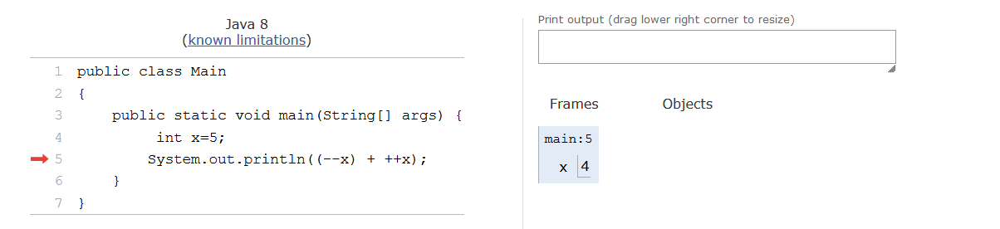 Java 8
(known limitations)
1 public class Main
2 {
3     public static void main(String[] args) {
4          int x=5;
5         System.out.println((--x) + ++x);
6     }
7 }
Print output (drag lower right corner to resize)
Frames Objects
main:5
x 4